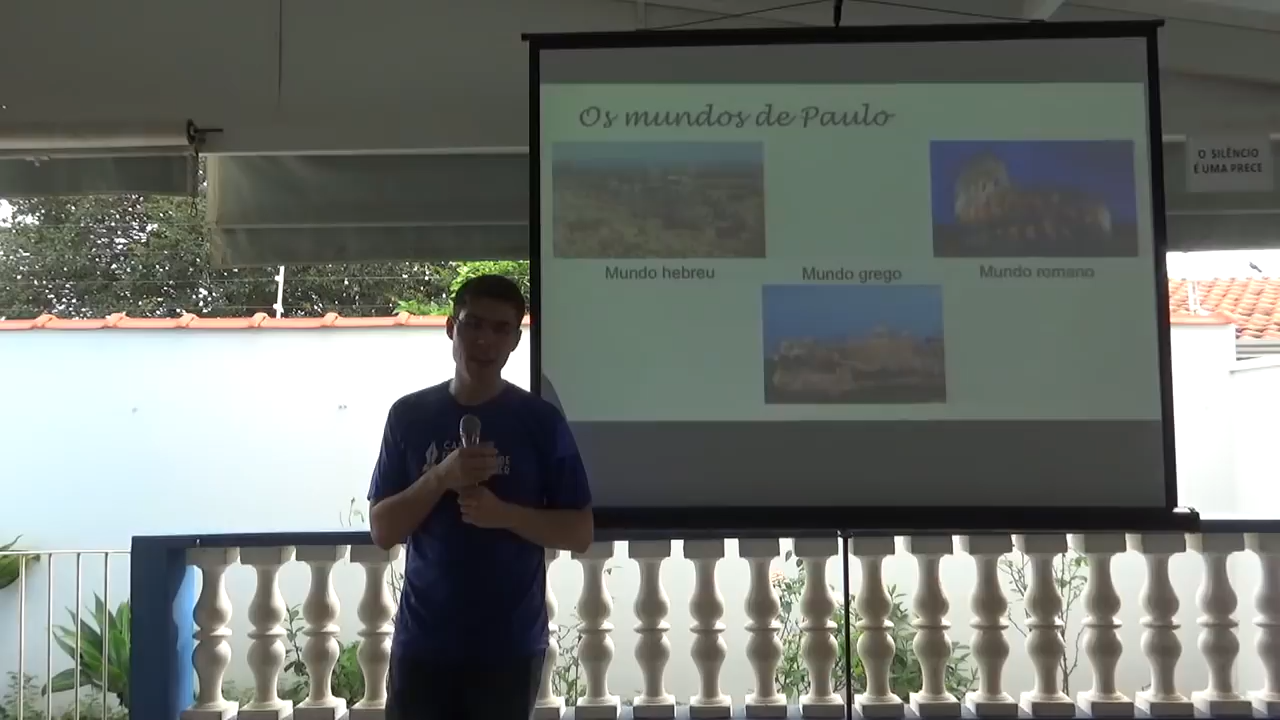 Os mundos de Paulo
O SILÊNCIO
É UMA PRECE
Mundo hebreu
Mundo grego
Mundo romano